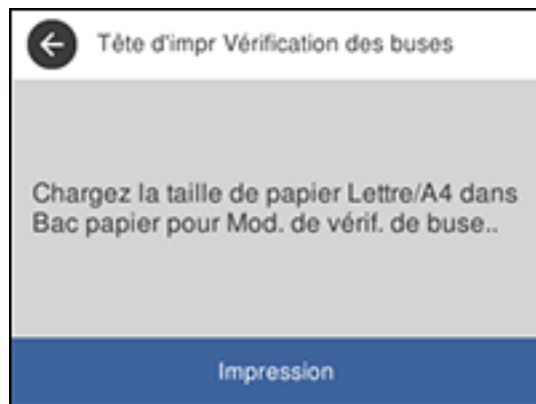 Tête d'impr Vérification des buses
Chargez la taille de papier Lettre/A4 dans
Bac papier pour Mod. de vérif. de buse..
Impression